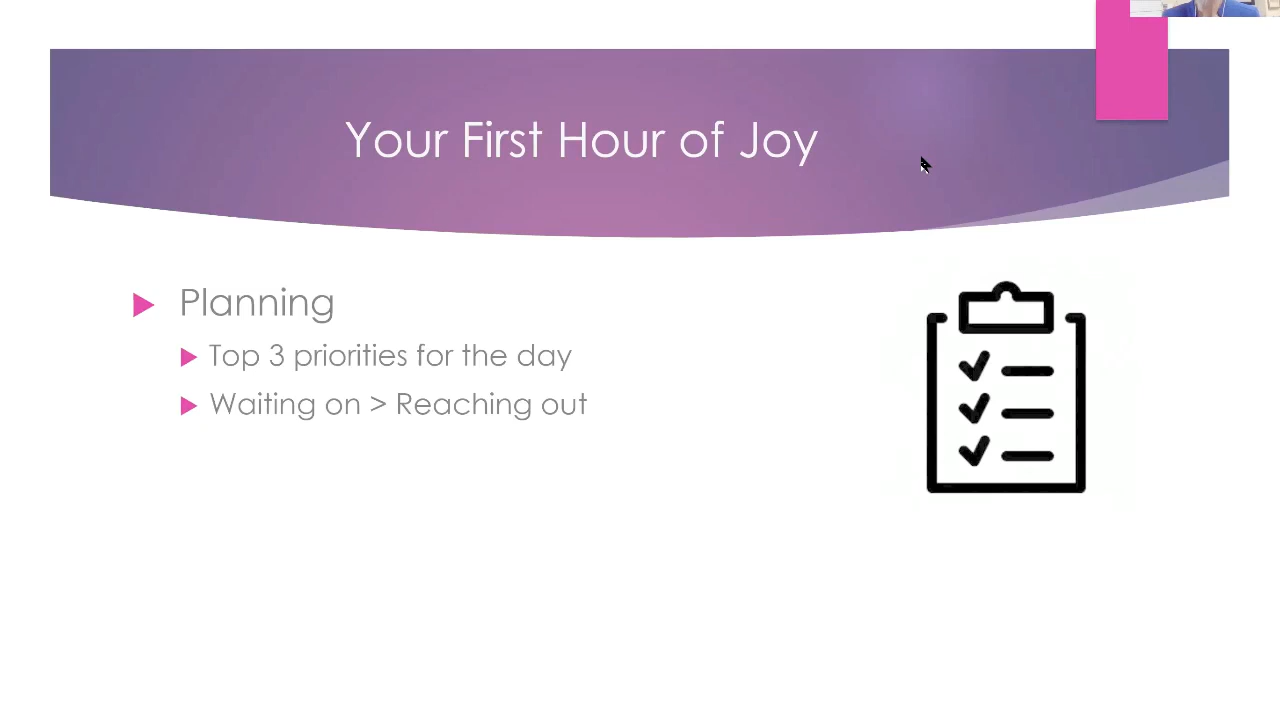 Your First Hour of Joy
Planning
Top 3 priorities for the day
Waiting on > Reaching out